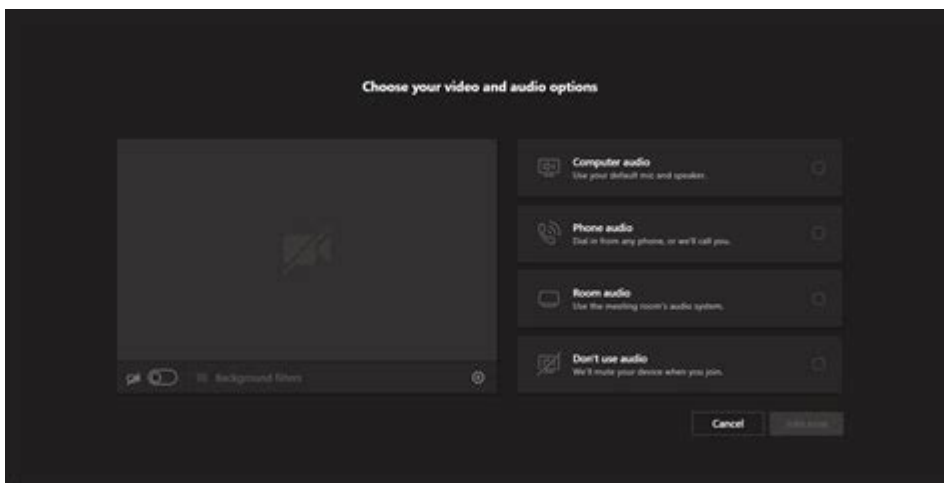 Choose your video and audio options
Computer audio
Use your default mic and speaker.
Phone audio
Dial in from any phone, or we'll call you.
Room audio
Use the meeting room's audio system.
Don't use audio
We'll mute your device when you join.
Background filters
Cancel